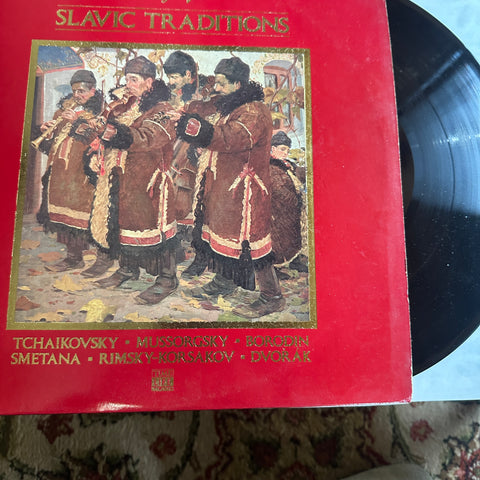 SLAVIC TRADITIONS
TCHAIKOVSKY • MUSSORGSKY • BORODIN
SMETANA • RIMSKY-KORSAKOV • DVOŘÁK